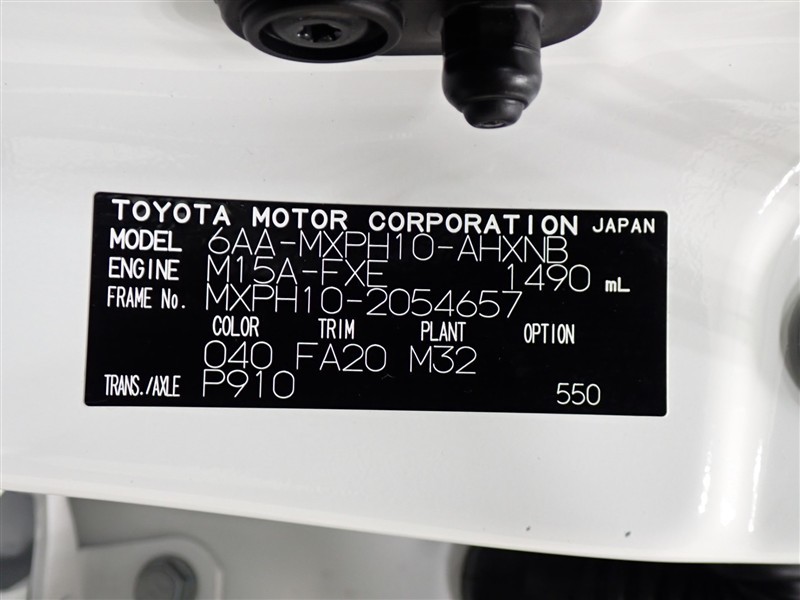 TOYOTA MOTOR CORPORATION JAPAN
MODEL 6AA-MXPH10-AHXNB
ENGINE M15A-FXE 1490 mL
FRAME No. MXPH10-2054657
COLOR TRIM PLANT OPTION
040 FA20 M32
TRANS./AXLE P910 550